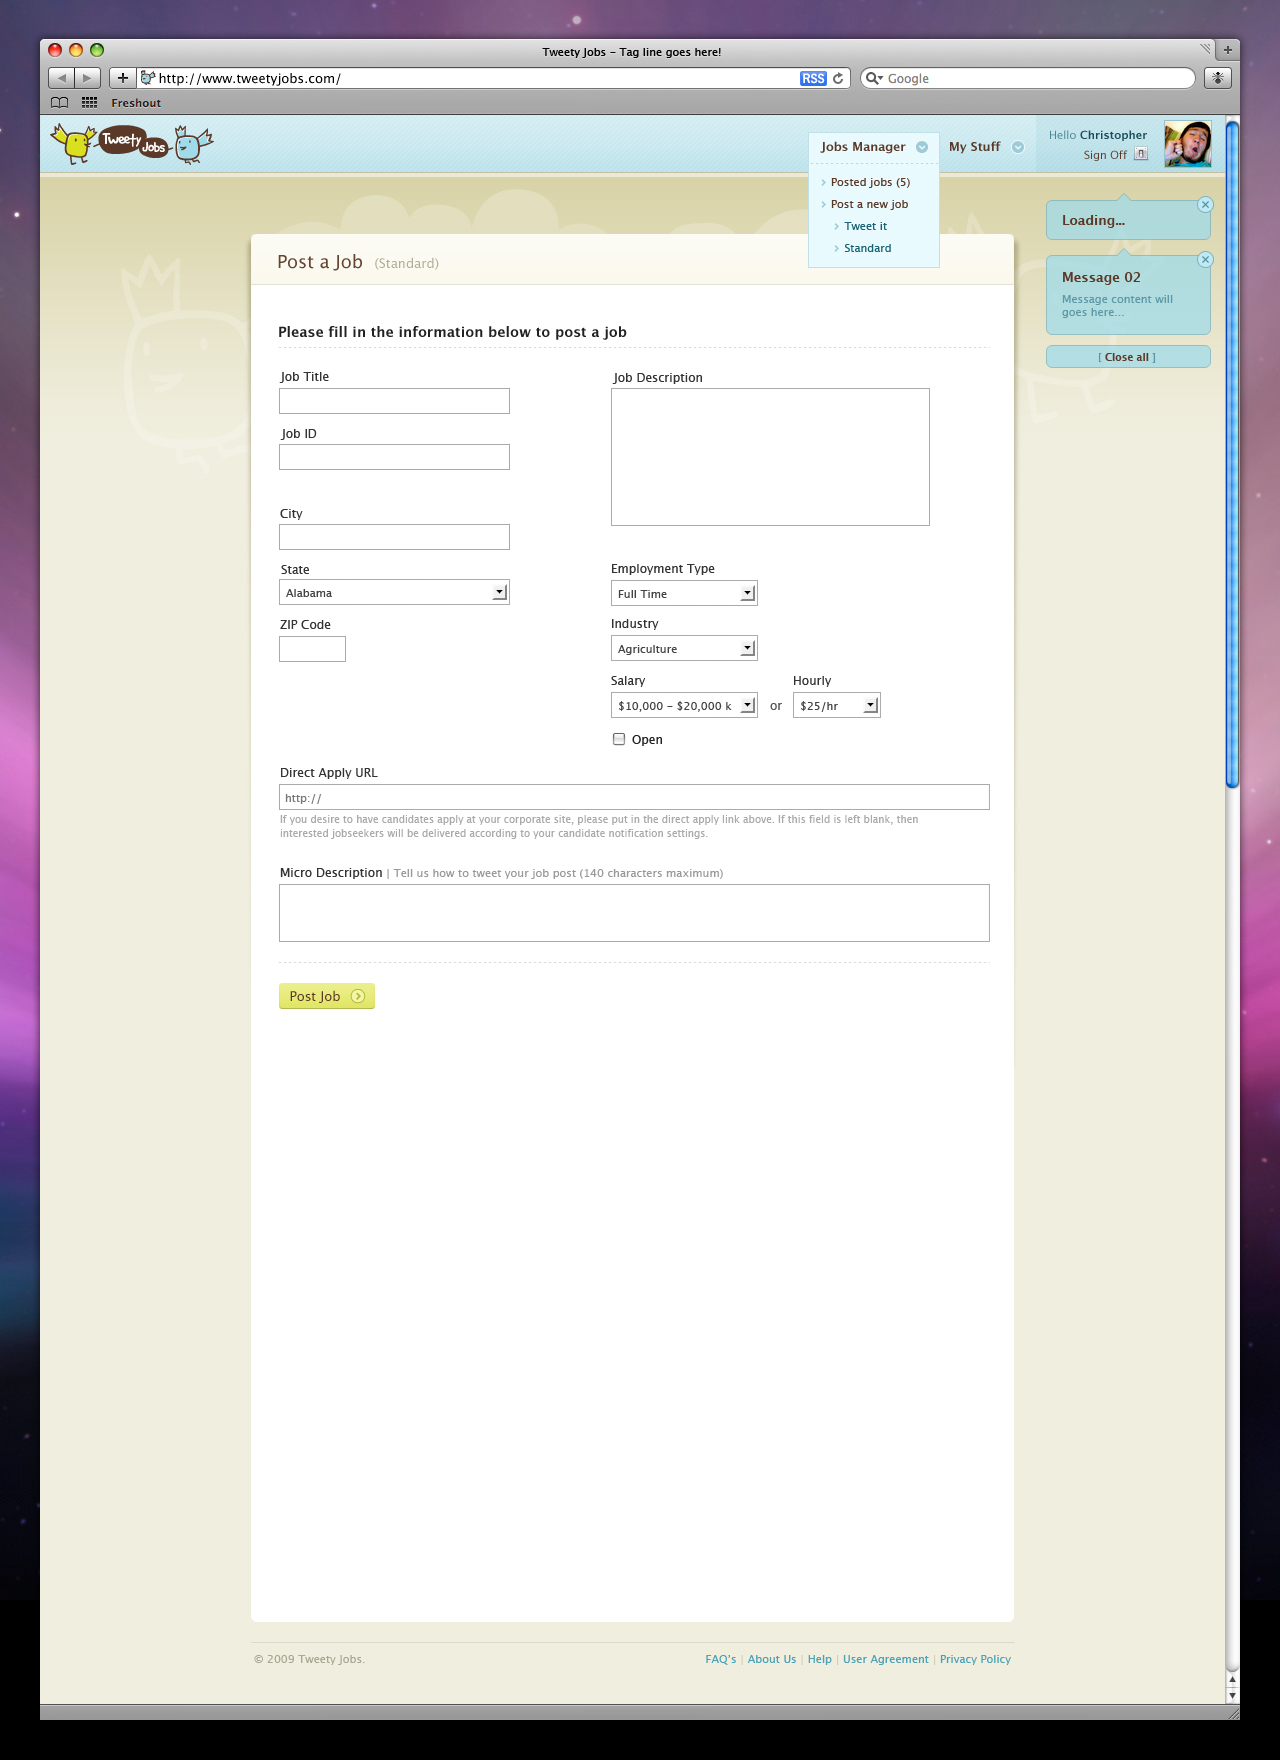 Tweety Jobs – Tag line goes here!
http://www.tweetyjobs.com/
RSS
Google
Freshout
Tweety Jobs
Jobs Manager
My Stuff
Hello Christopher
Sign Off
Posted jobs (5)
Post a new job
Tweet it
Standard
Loading...
Message 02
Message content will
goes here...
[ Close all ]
Post a Job (Standard)
Please fill in the information below to post a job
Job Title
Job Description
Job ID
City
State
Alabama
ZIP Code
Employment Type
Full Time
Industry
Agriculture
Salary
Hourly
$10,000 – $20,000 k
or
$25/hr
Open
Direct Apply URL
http://
If you desire to have candidates apply at your corporate site, please put in the direct apply link above. If this field is left blank, then
interested jobseekers will be delivered according to your candidate notification settings.
Micro Description | Tell us how to tweet your job post (140 characters maximum)
Post Job
© 2009 Tweety Jobs.
FAQ's | About Us | Help | User Agreement | Privacy Policy